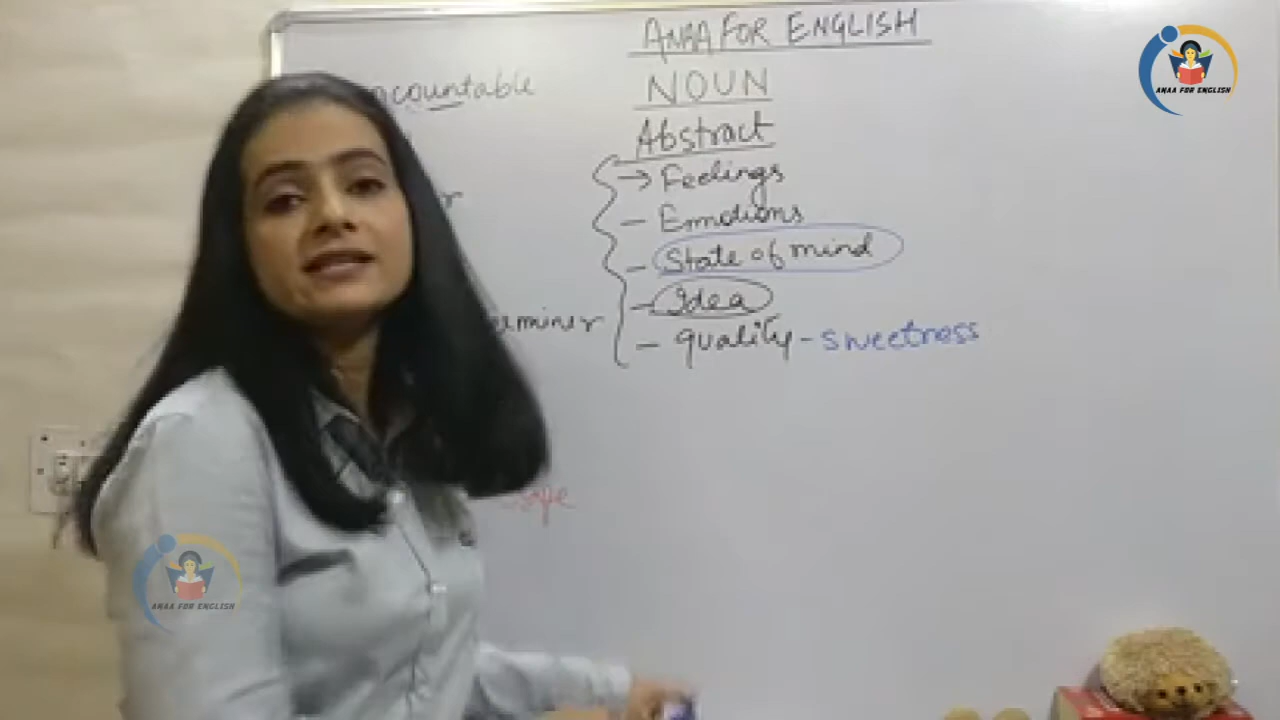 ANAA FOR ENGLISH
NOUN
Abstract
→ Feelings
- Emotions
- State of mind
- Idea
- quality - sweetness
ANAA FOR ENGLISH
ANAA FOR ENGLISH